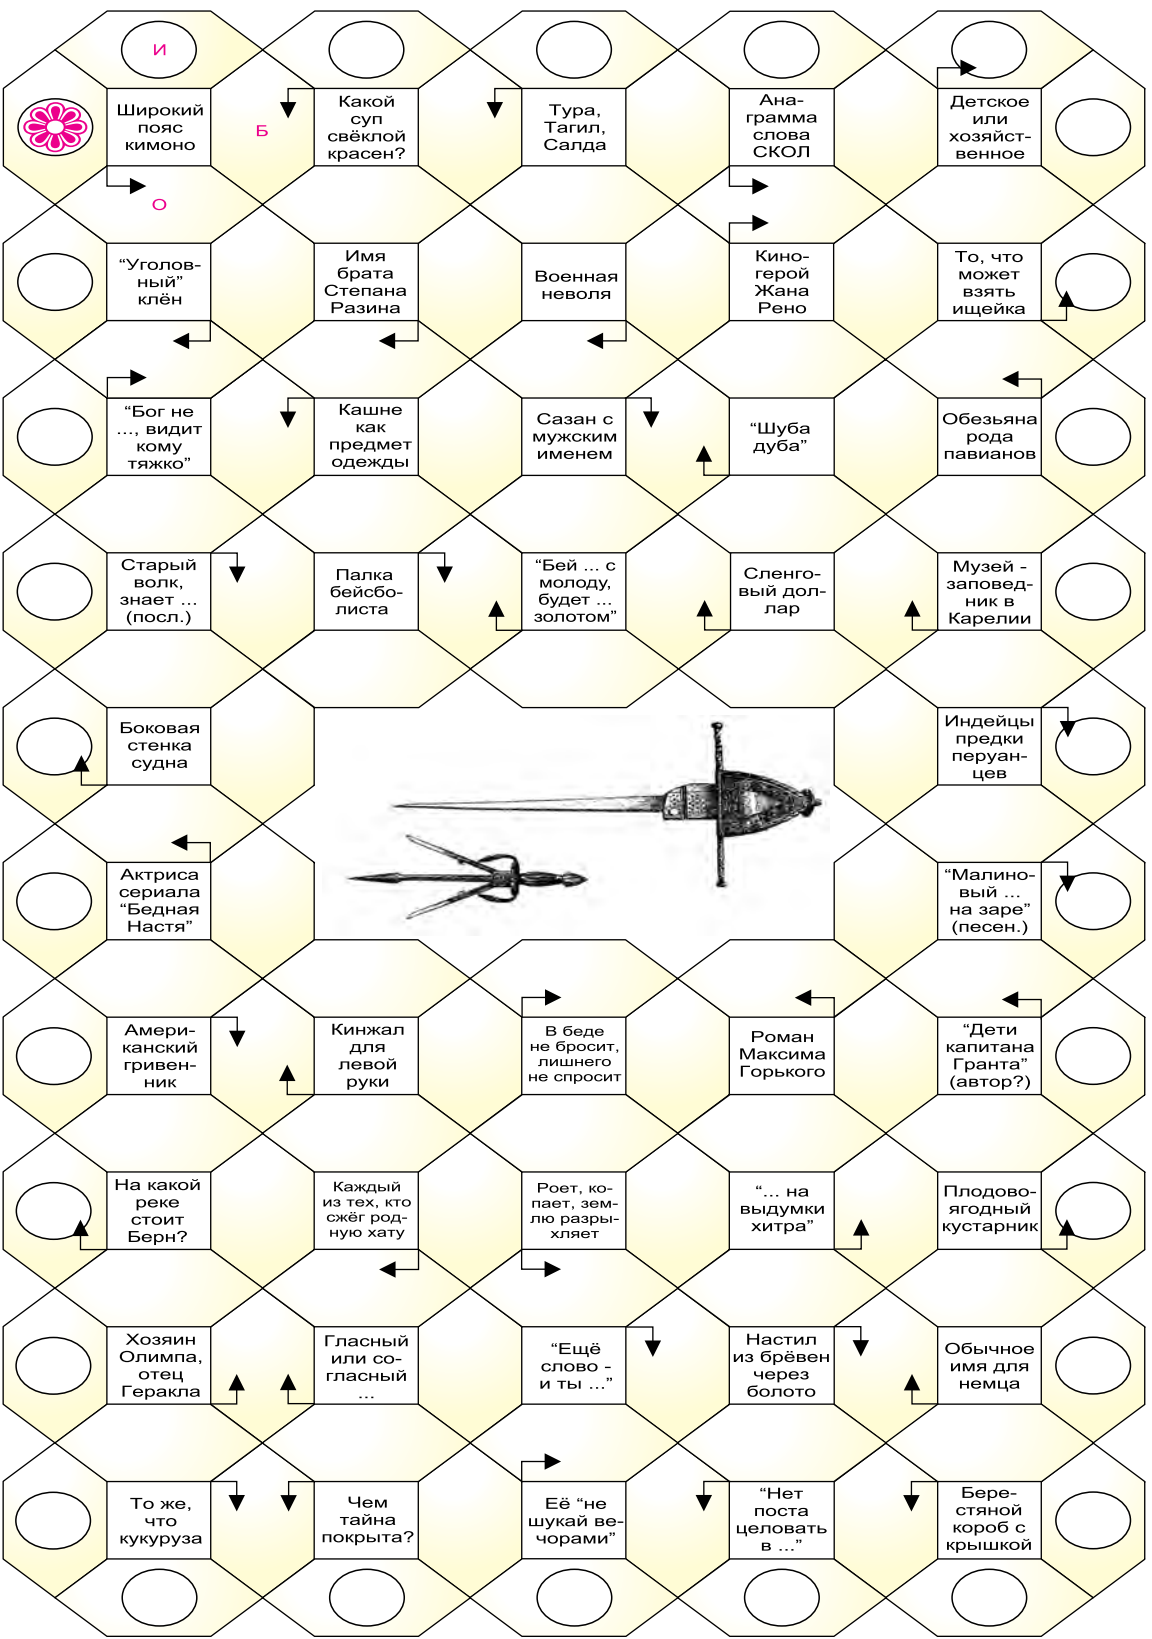 И
Широкий
пояс
кимоно
Б
О
Какой
суп
свёклой
красен?
Тура,
Тагил,
Салда
Ана-
грамма
слова
СКОЛ
Детское
или
хозяйст-
венное
“Уголов-
ный”
клён
Имя
брата
Степана
Разина
Военная
неволя
Кино-
герой
Жана
Рено
То, что
может
взять
ищейка
“Бог не
..., видит
кому
тяжко”
Кашне
как
предмет
одежды
Сазан с
мужским
именем
“Шуба
дуба”
Обезьяна
рода
павианов
Старый
волк,
знает ...
(посл.)
Палка
бейсбо-
листа
“Бей ... с
молоду,
будет ...
золотом”
Сленго-
вый дол-
лар
Музей -
заповед-
ник в
Карелии
Боковая
стенка
судна
Индейцы
предки
перуан-
цев
Актриса
сериала
“Бедная
Настя”
“Малино-
вый ...
на заре”
(песен.)
Амери-
канский
гривен-
ник
Кинжал
для
левой
руки
В беде
не бросит,
лишнего
не спросит
Роман
Максима
Горького
“Дети
капитана
Гранта”
(автор?)
На какой
реке
стоит
Берн?
Каждый
из тех, кто
сжёг род-
ную хату
Роет, ко-
пает, зем-
лю разры-
хляет
“... на
выдумки
хитра”
Плодово-
ягодный
кустарник
Хозяин
Олимпа,
отец
Геракла
Гласный
или со-
гласный
...
“Ещё
слово -
и ты ...”
Настил
из брёвен
через
болото
Обычное
имя для
немца
То же,
что
кукуруза
Чем
тайна
покрыта?
Её “не
шукай ве-
чорами”
“Нет
поста
целовать
в ...”
Бере-
стяной
короб с
крышкой